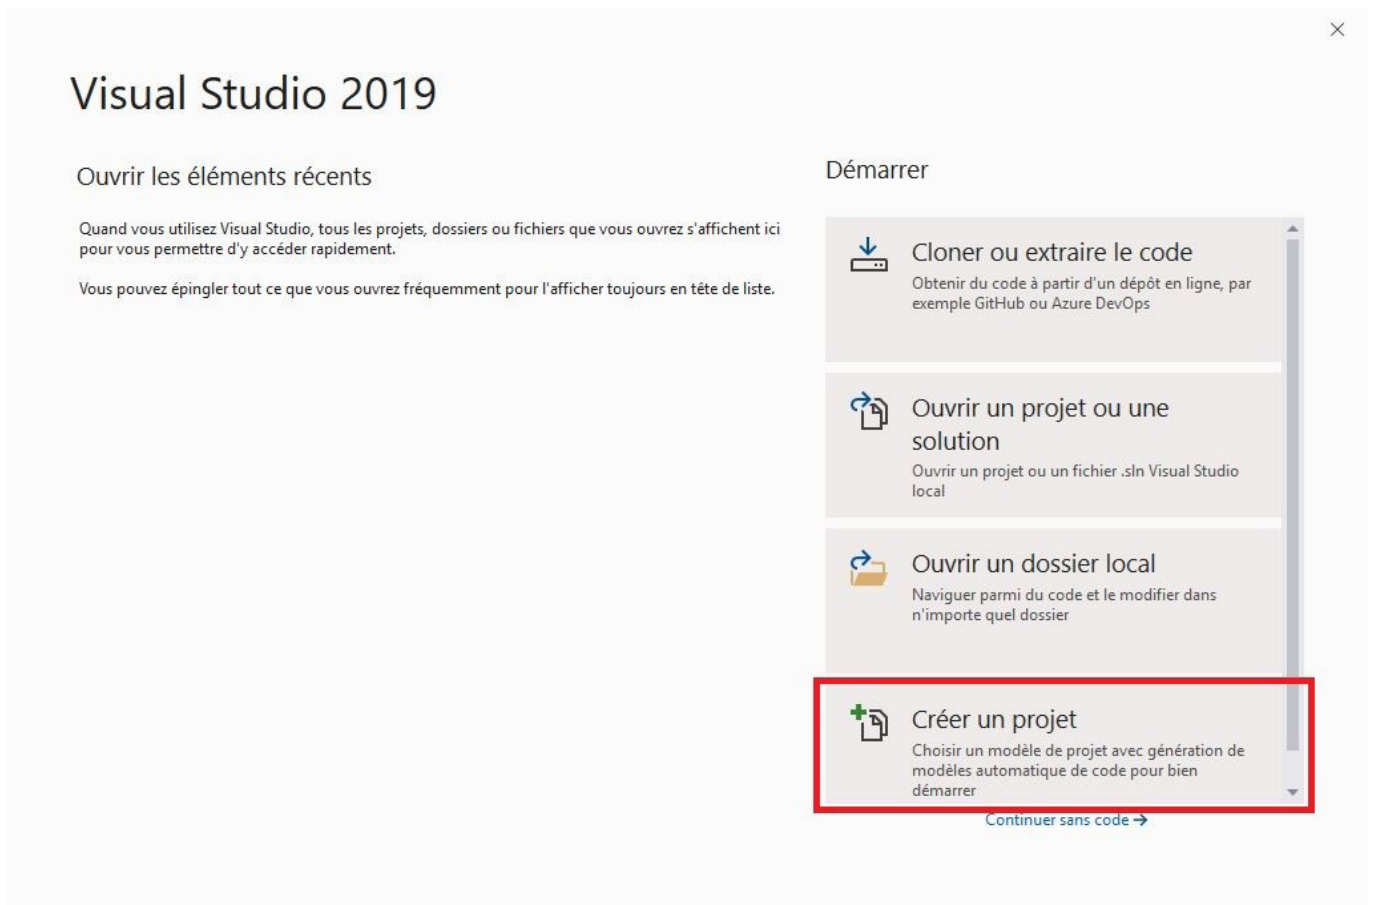 Visual Studio 2019
Ouvrir les éléments récents
Quand vous utilisez Visual Studio, tous les projets, dossiers ou fichiers que vous ouvrez s'affichent ici
pour vous permettre d'y accéder rapidement.
Vous pouvez épingler tout ce que vous ouvrez fréquemment pour l'afficher toujours en tête de liste.
Démarrer
Cloner ou extraire le code
Obtenir du code à partir d'un dépôt en ligne, par
exemple GitHub ou Azure DevOps
Ouvrir un projet ou une
solution
Ouvrir un projet ou un fichier .sln Visual Studio
local
Ouvrir un dossier local
Naviguer parmi du code et le modifier dans
n'importe quel dossier
Créer un projet
Choisir un modèle de projet avec génération de
modèles automatique de code pour bien
démarrer
Continuer sans code →